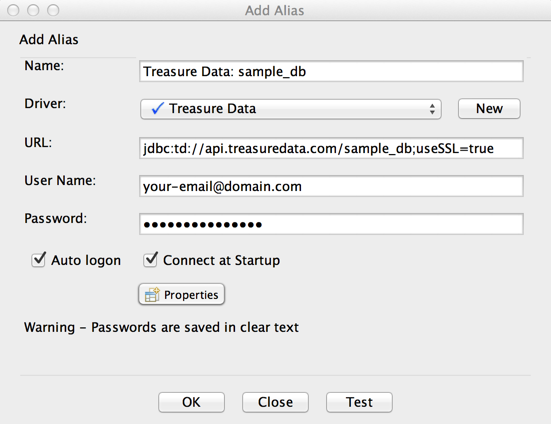 Add Alias
Add Alias
Name: Treasure Data: sample_db
Driver: Treasure Data New
URL: jdbc:td://api.treasuredata.com/sample_db;useSSL=true
User Name: your-email@domain.com
Password: ●●●●●●●●●●●●●●●
Auto logon Connect at Startup
Properties
Warning – Passwords are saved in clear text
OK Close Test